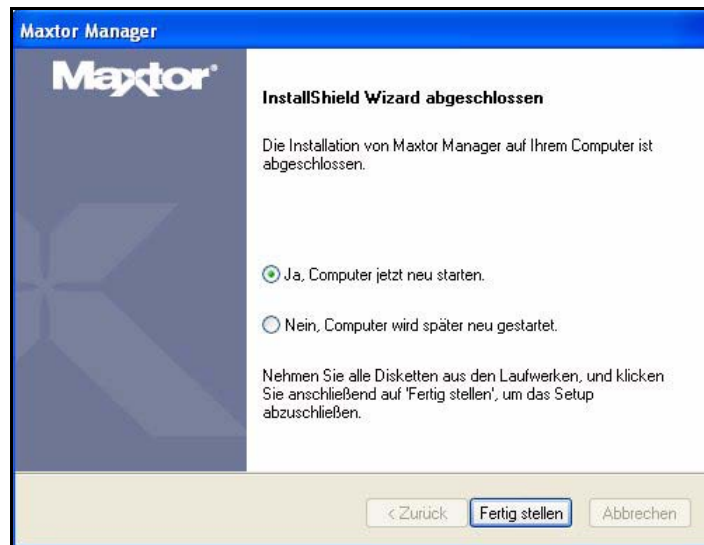 Maxtor Manager
Maxtor®
InstallShield Wizard abgeschlossen
Die Installation von Maxtor Manager auf Ihrem Computer ist
abgeschlossen.
Ja, Computer jetzt neu starten.
Nein, Computer wird später neu gestartet.
Nehmen Sie alle Disketten aus den Laufwerken, und klicken
Sie anschließend auf 'Fertig stellen', um das Setup
abzuschließen.
< Zurück
Fertig stellen
Abbrechen